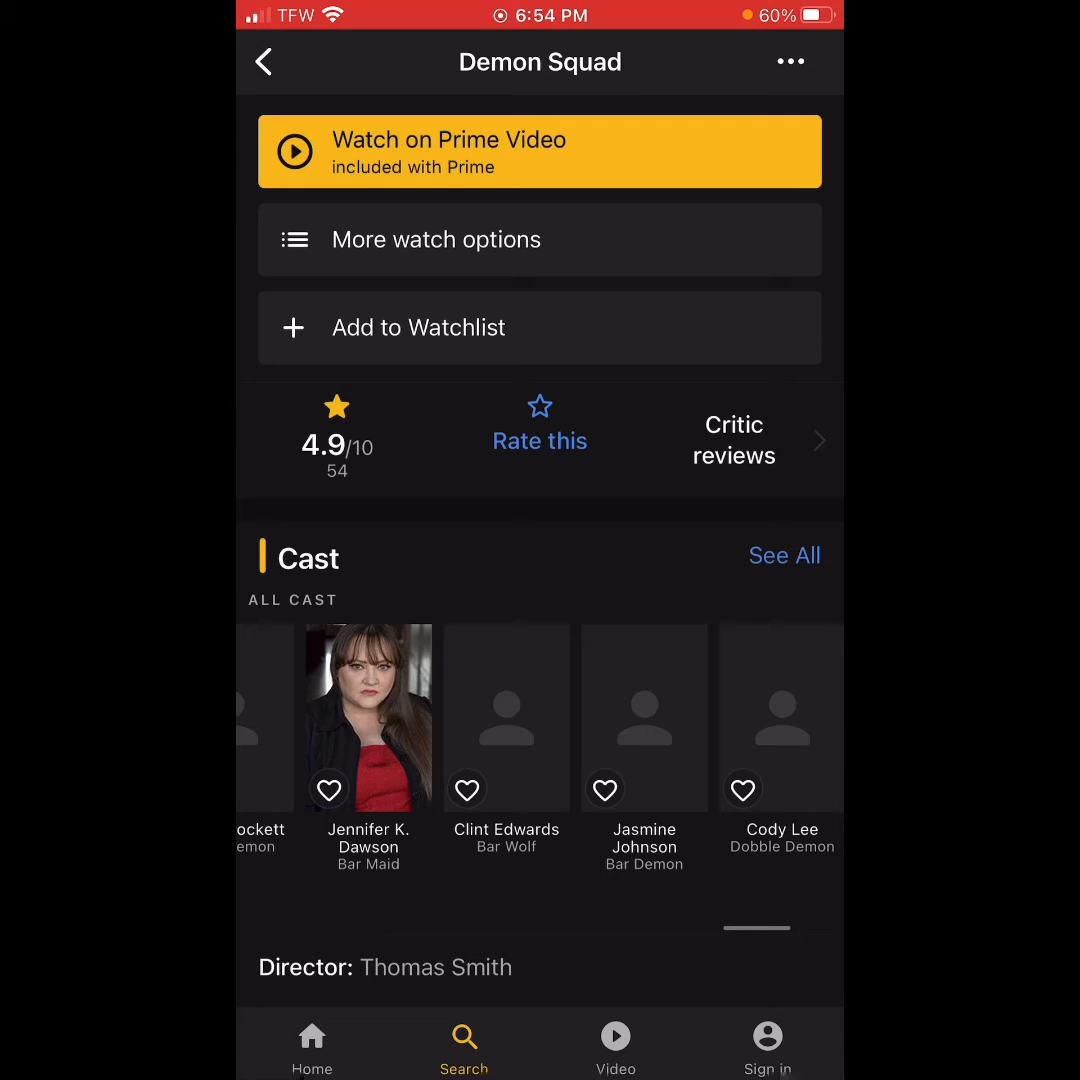 TFW 6:54 PM 60%
Demon Squad
Watch on Prime Video
included with Prime
More watch options
Add to Watchlist
4.9/10
54
Rate this
Critic
reviews
Cast
See All
ALL CAST
ockett
emon
Jennifer K.
Dawson
Bar Maid
Clint Edwards
Bar Wolf
Jasmine
Johnson
Bar Demon
Cody Lee
Dobble Demon
Director: Thomas Smith
Home
Search
Video
Sign in